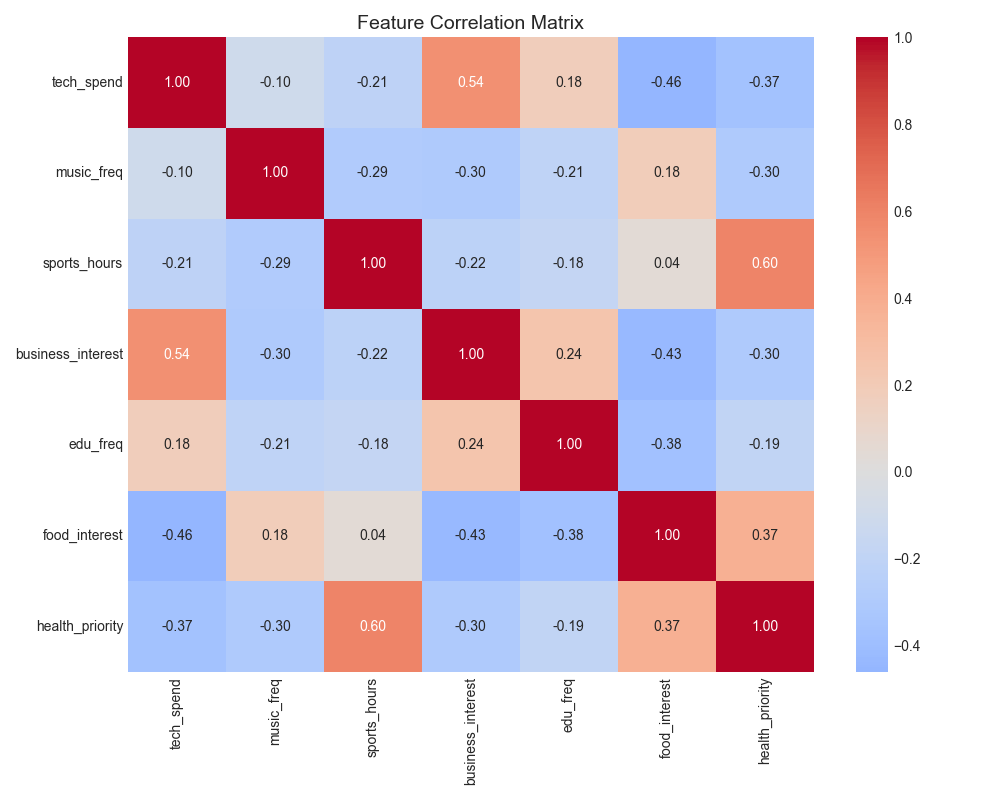 Feature Correlation Matrix
tech_spend 1.00 -0.10 -0.21 0.54 0.18 -0.46 -0.37
music_freq -0.10 1.00 -0.29 -0.30 -0.21 0.18 -0.30
sports_hours -0.21 -0.29 1.00 -0.22 -0.18 0.04 0.60
business_interest 0.54 -0.30 -0.22 1.00 0.24 -0.43 -0.30
edu_freq 0.18 -0.21 -0.18 0.24 1.00 -0.38 -0.19
food_interest -0.46 0.18 0.04 -0.43 -0.38 1.00 0.37
health_priority -0.37 -0.30 0.60 -0.30 -0.19 0.37 1.00
tech_spend
music_freq
sports_hours
business_interest
edu_freq
food_interest
health_priority
1.0
0.8
0.6
0.4
0.2
0.0
−0.2
−0.4